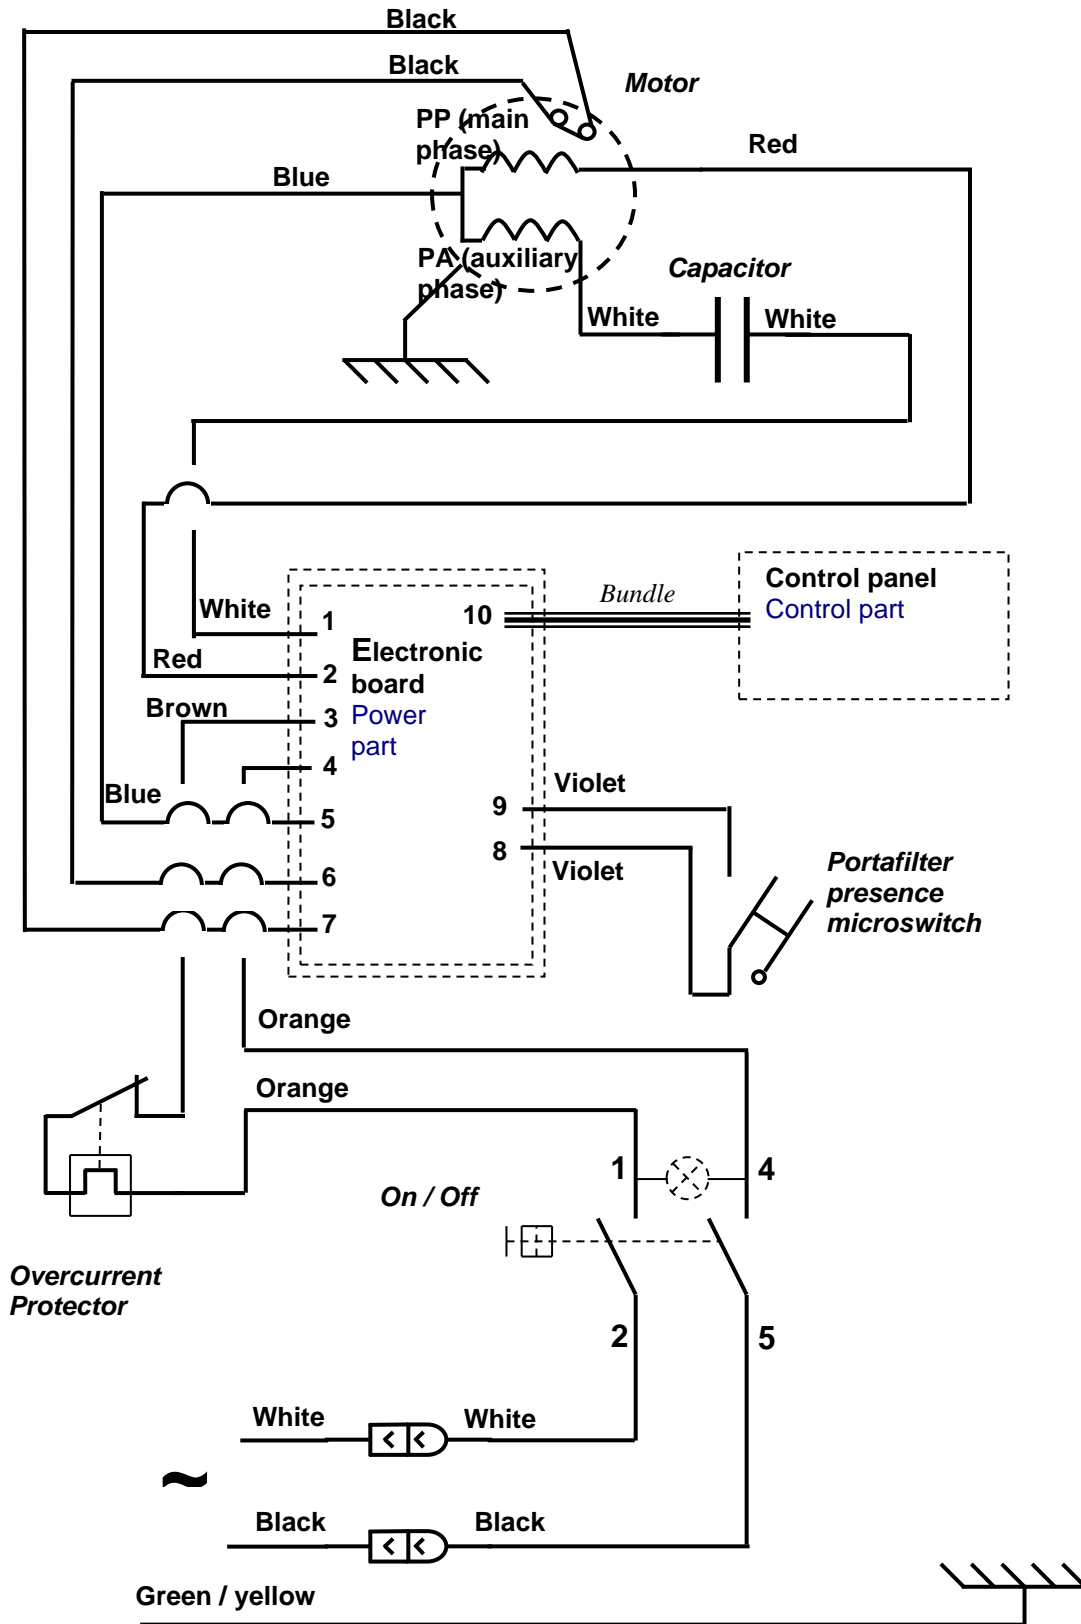 Black
Black
Motor
PP (main
phase)
Red
Blue
PA (auxiliary
phase)
Capacitor
White
White
Bundle
Control panel
Control part
White
1
10
Electronic
board
Power
part
Red
2
Brown
3
4
Blue
5
9
Violet
8
Violet
6
7
Portafilter
presence
microswitch
Orange
Orange
1
4
On / Off
Overcurrent
Protector
2
5
White
White
~
Black
Black
Green / yellow